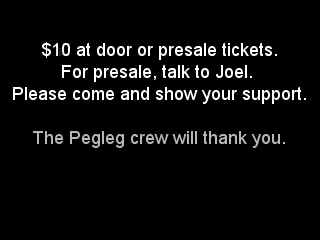 $10 at door or presale tickets.
For presale, talk to Joel.
Please come and show your support.
The Pegleg crew will thank you.